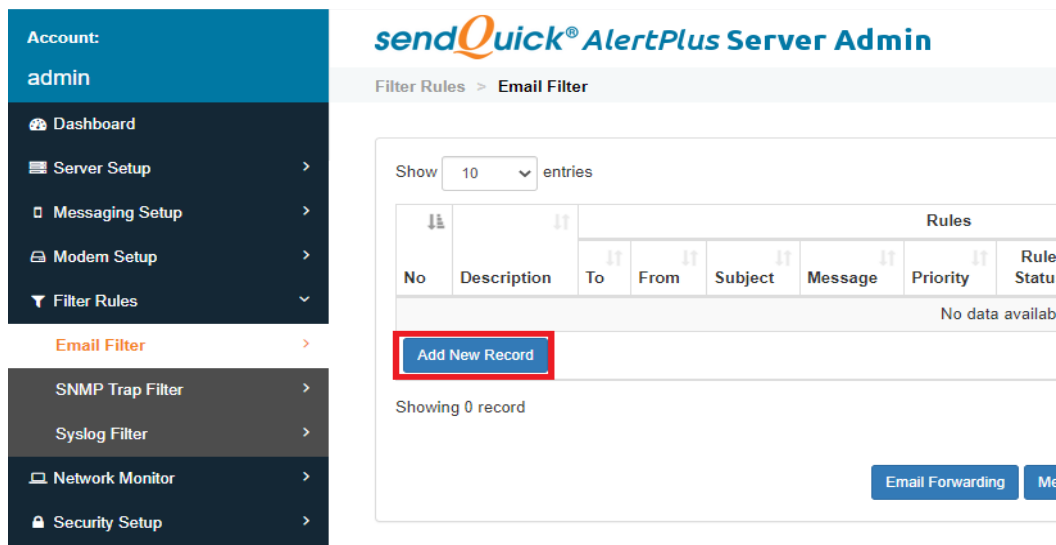 Account:
admin
Dashboard
Server Setup
Messaging Setup
Modem Setup
Filter Rules
Email Filter
SNMP Trap Filter
Syslog Filter
Network Monitor
Security Setup
sendQuick® AlertPlus Server Admin
Filter Rules > Email Filter
Show 10 entries
Rules
No Description To From Subject Message Priority Rule
Statu
No data availab
Add New Record
Showing 0 record
Email Forwarding Me